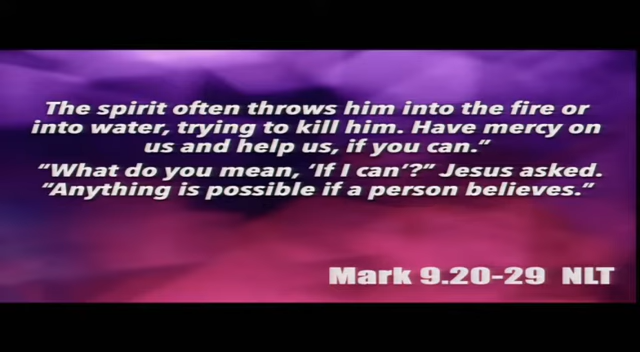 The spirit often throws him into the fire or
into water, trying to kill him. Have mercy on
us and help us, if you can.”
“What do you mean, ‘If I can’?” Jesus asked.
“Anything is possible if a person believes.”
Mark 9.20-29 NLT